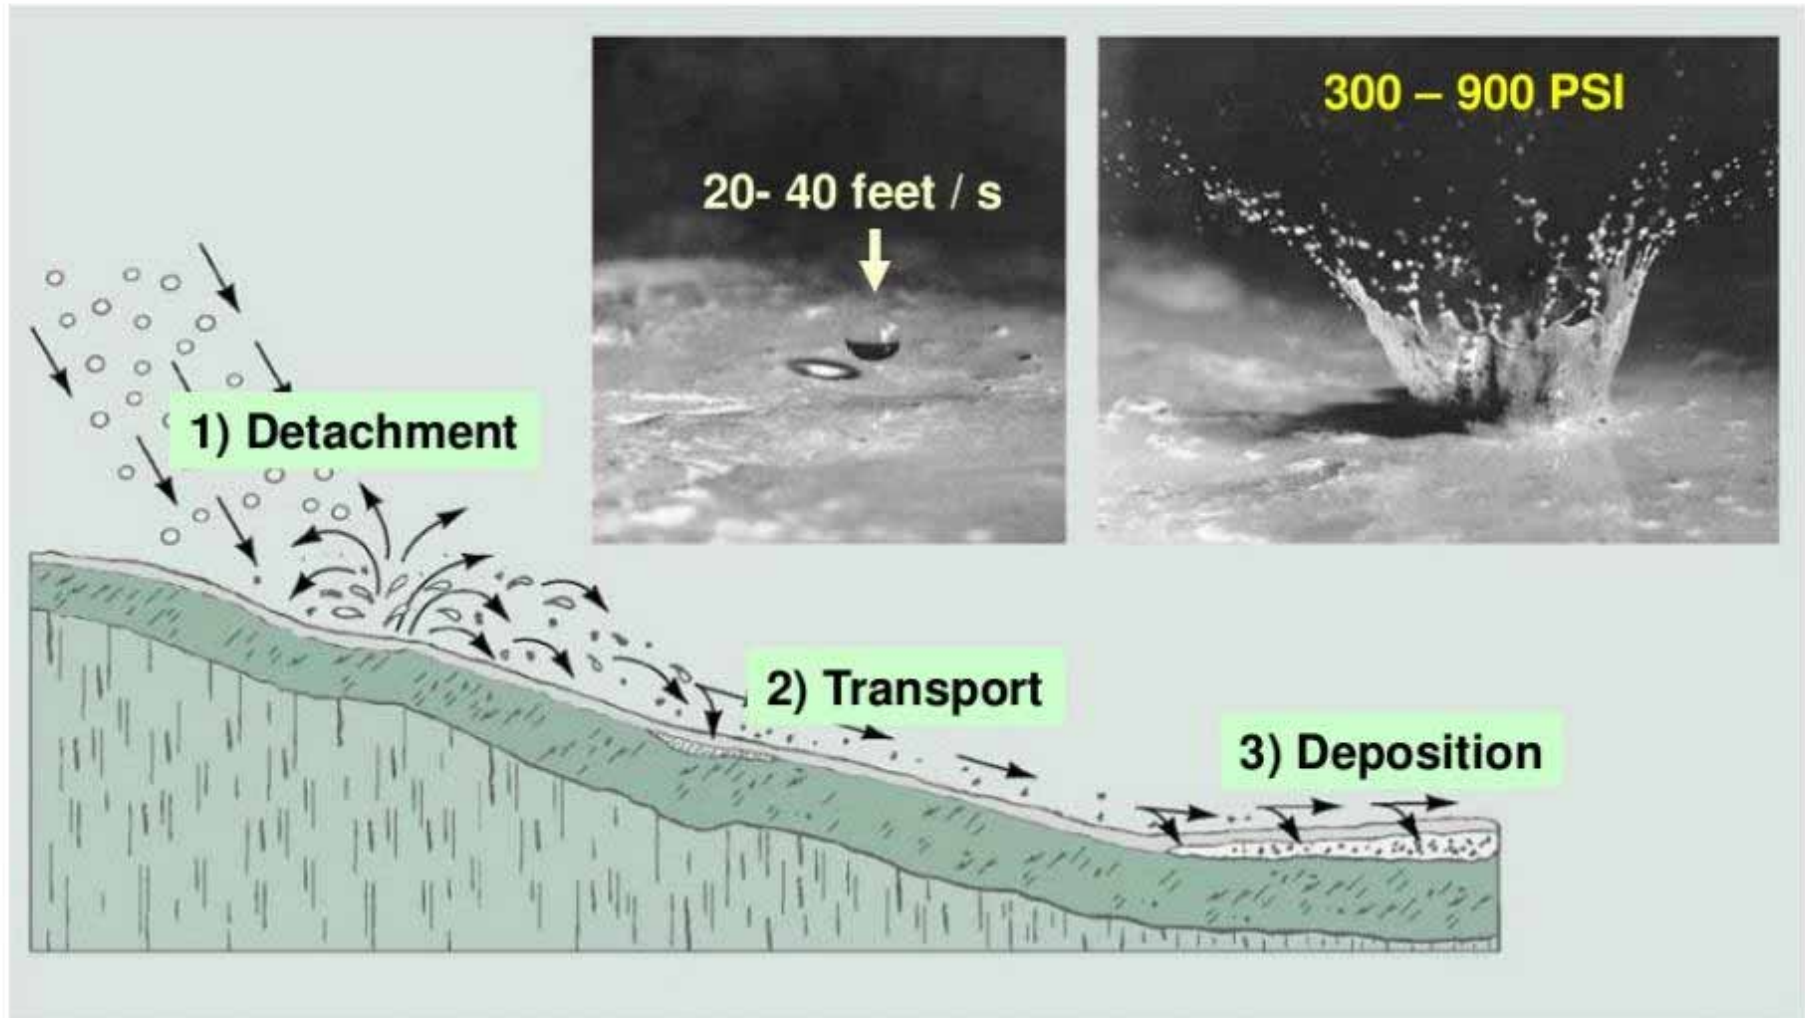 300 – 900 PSI
20- 40 feet / s
1) Detachment
2) Transport
3) Deposition